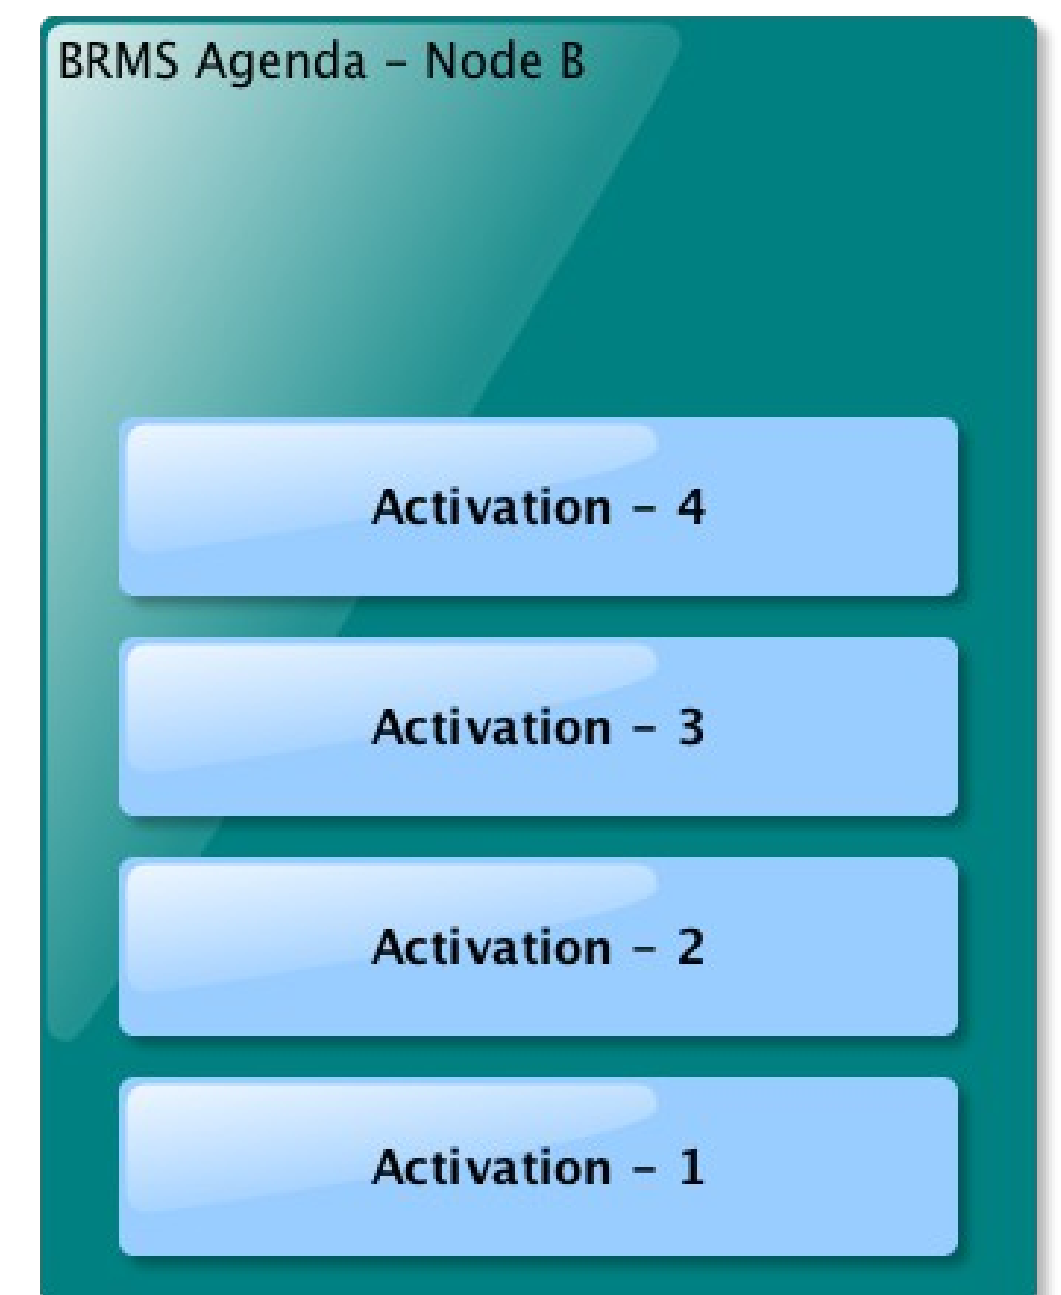 BRMS Agenda – Node B
Activation – 4
Activation – 3
Activation – 2
Activation – 1